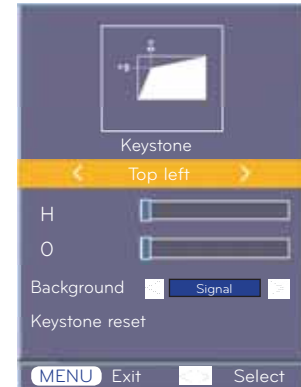 Keystone
Top left
H
O
Background Signal
Keystone reset
MENU Exit Select